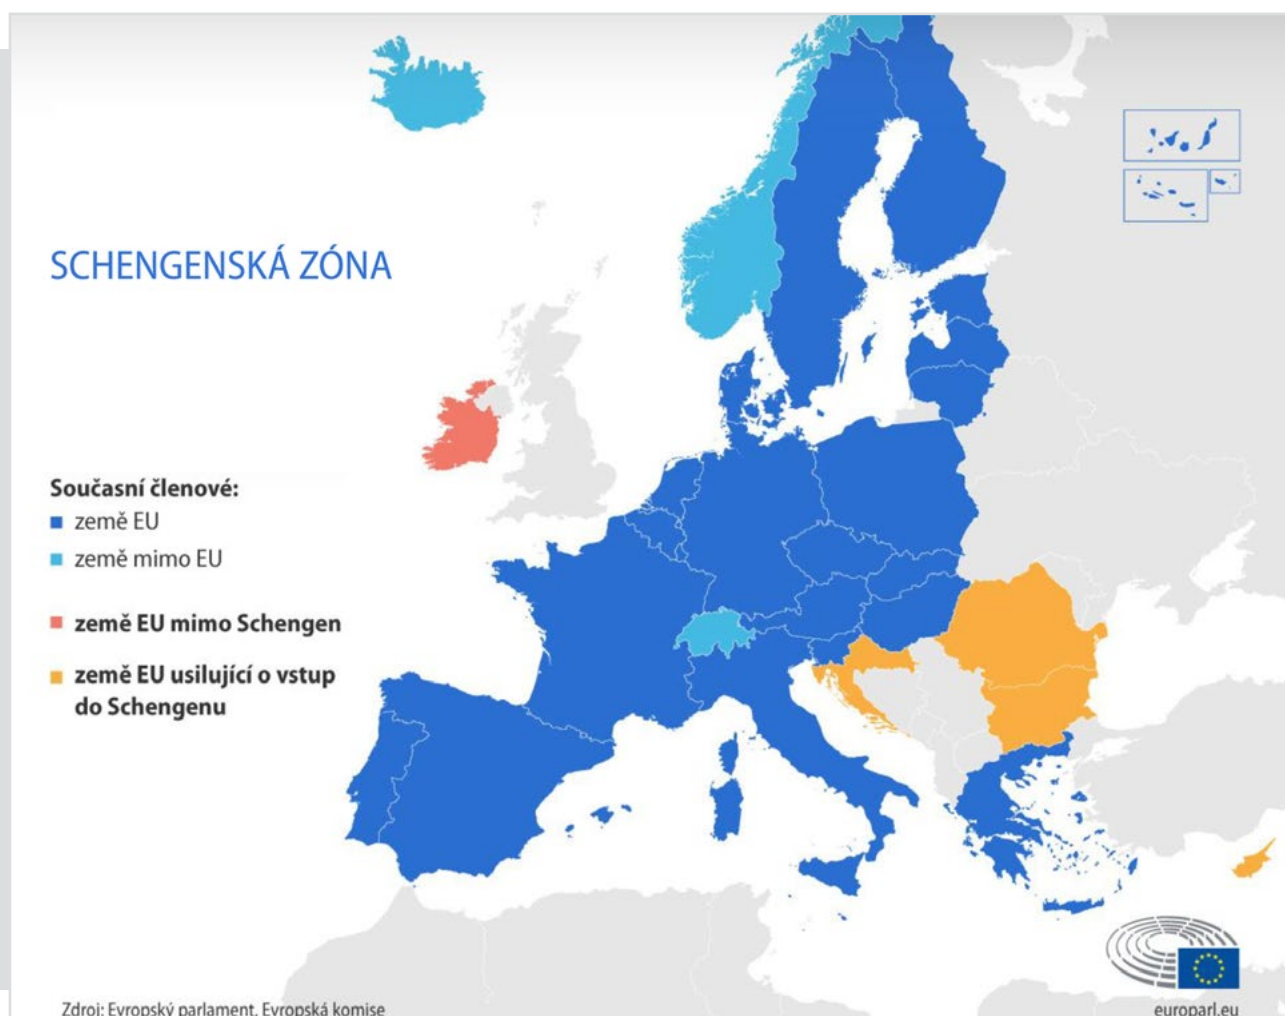 SCHENGENSKÁ ZÓNA
Současní členové:
země EU
země mimo EU
země EU mimo Schengen
země EU usilující o vstup
do Schengenu
Zdroj: Evropský parlament, Evropská komise
europarl.eu